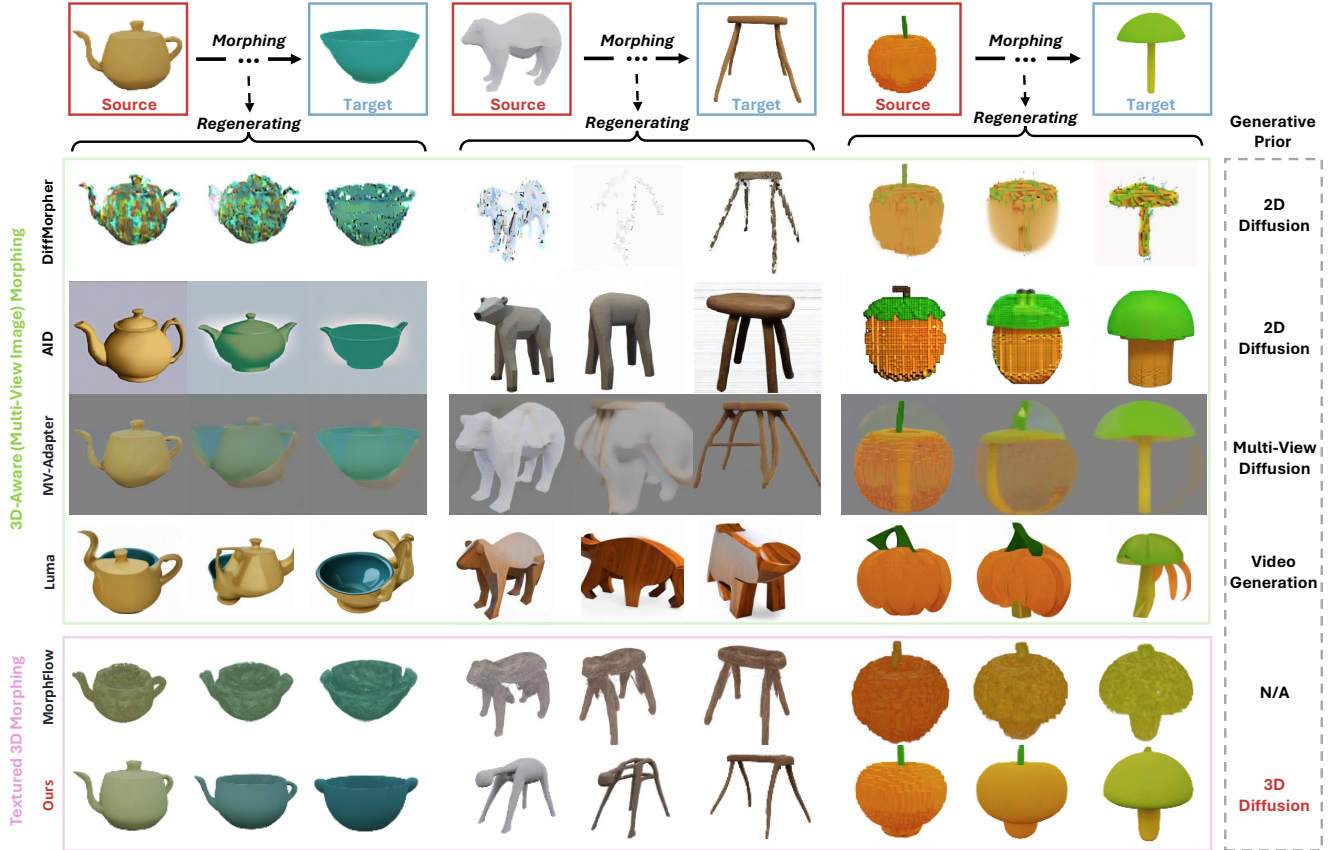 Morphing
...
Source
Target
Regenerating
Morphing
...
Source
Target
Regenerating
Morphing
...
Source
Target
Regenerating
Generative
Prior
3D-Aware (Multi-View Image) Morphing
DiffMorpher
2D
Diffusion
AID
2D
Diffusion
MV-Adapter
Multi-View
Diffusion
Luma
Video
Generation
Textured 3D Morphing
MorphFlow
N/A
Ours
3D
Diffusion